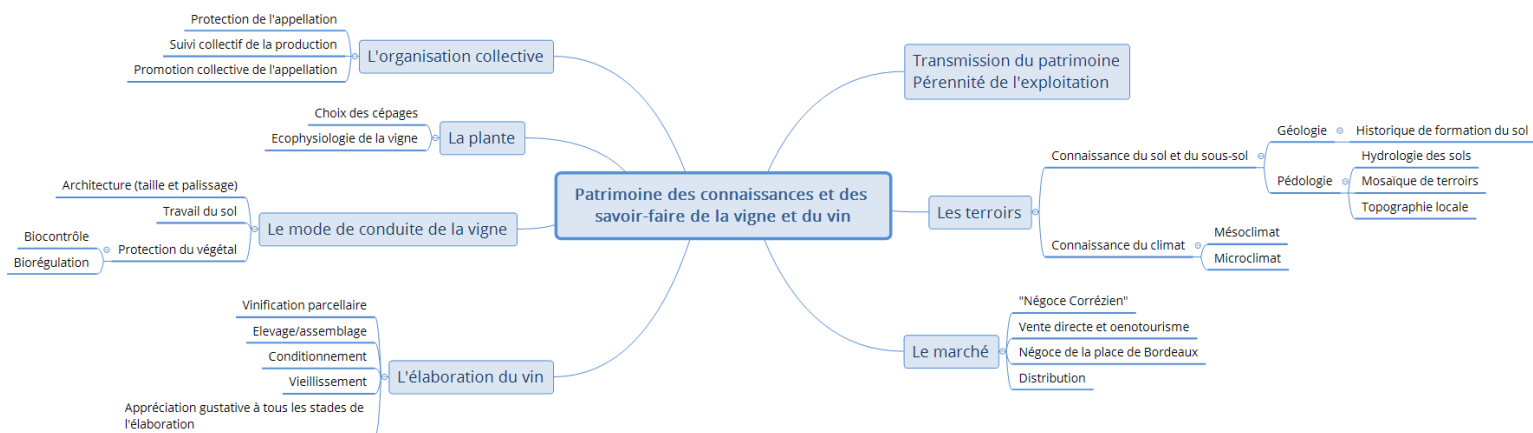 Patrimoine des connaissances et des
savoir-faire de la vigne et du vin
L'organisation collective
Protection de l'appellation
Suivi collectif de la production
Promotion collective de l'appellation
La plante
Choix des cépages
Ecophysiologie de la vigne
Le mode de conduite de la vigne
Architecture (taille et palissage)
Travail du sol
Protection du végétal
Biocontrôle
Biorégulation
L'élaboration du vin
Vinification parcellaire
Elevage/assemblage
Conditionnement
Vieillissement
Appréciation gustative à tous les stades de
l'élaboration
Transmission du patrimoine
Pérennité de l'exploitation
Les terroirs
Connaissance du sol et du sous-sol
Géologie
Historique de formation du sol
Pédologie
Hydrologie des sols
Mosaïque de terroirs
Topographie locale
Connaissance du climat
Mésoclimat
Microclimat
Le marché
"Négoce Corrézien"
Vente directe et oenotourisme
Négoce de la place de Bordeaux
Distribution